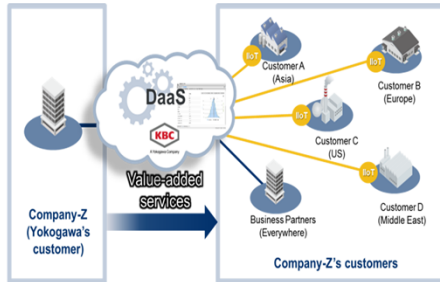 DaaS
KBC
A Yokogawa Company
Value-added
services
Company-Z
(Yokogawa's
customer)
IIoT
Customer A
(Asia)
IIoT
Customer B
(Europe)
IIoT
Customer C
(US)
IIoT
Customer D
(Middle East)
Business Partners
(Everywhere)
Company-Z's customers